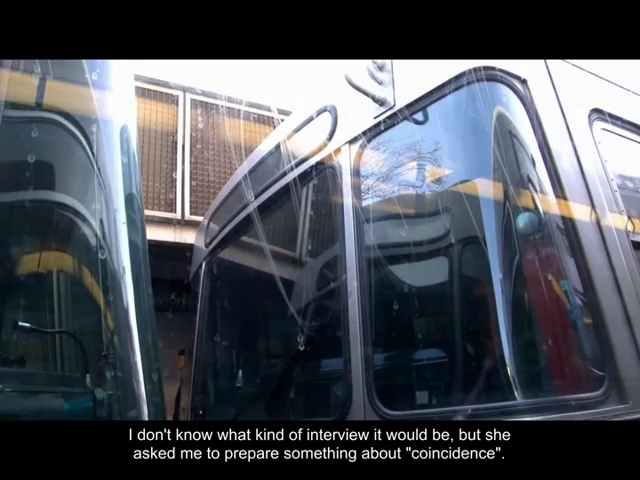 I don't know what kind of interview it would be, but she
asked me to prepare something about "coincidence".